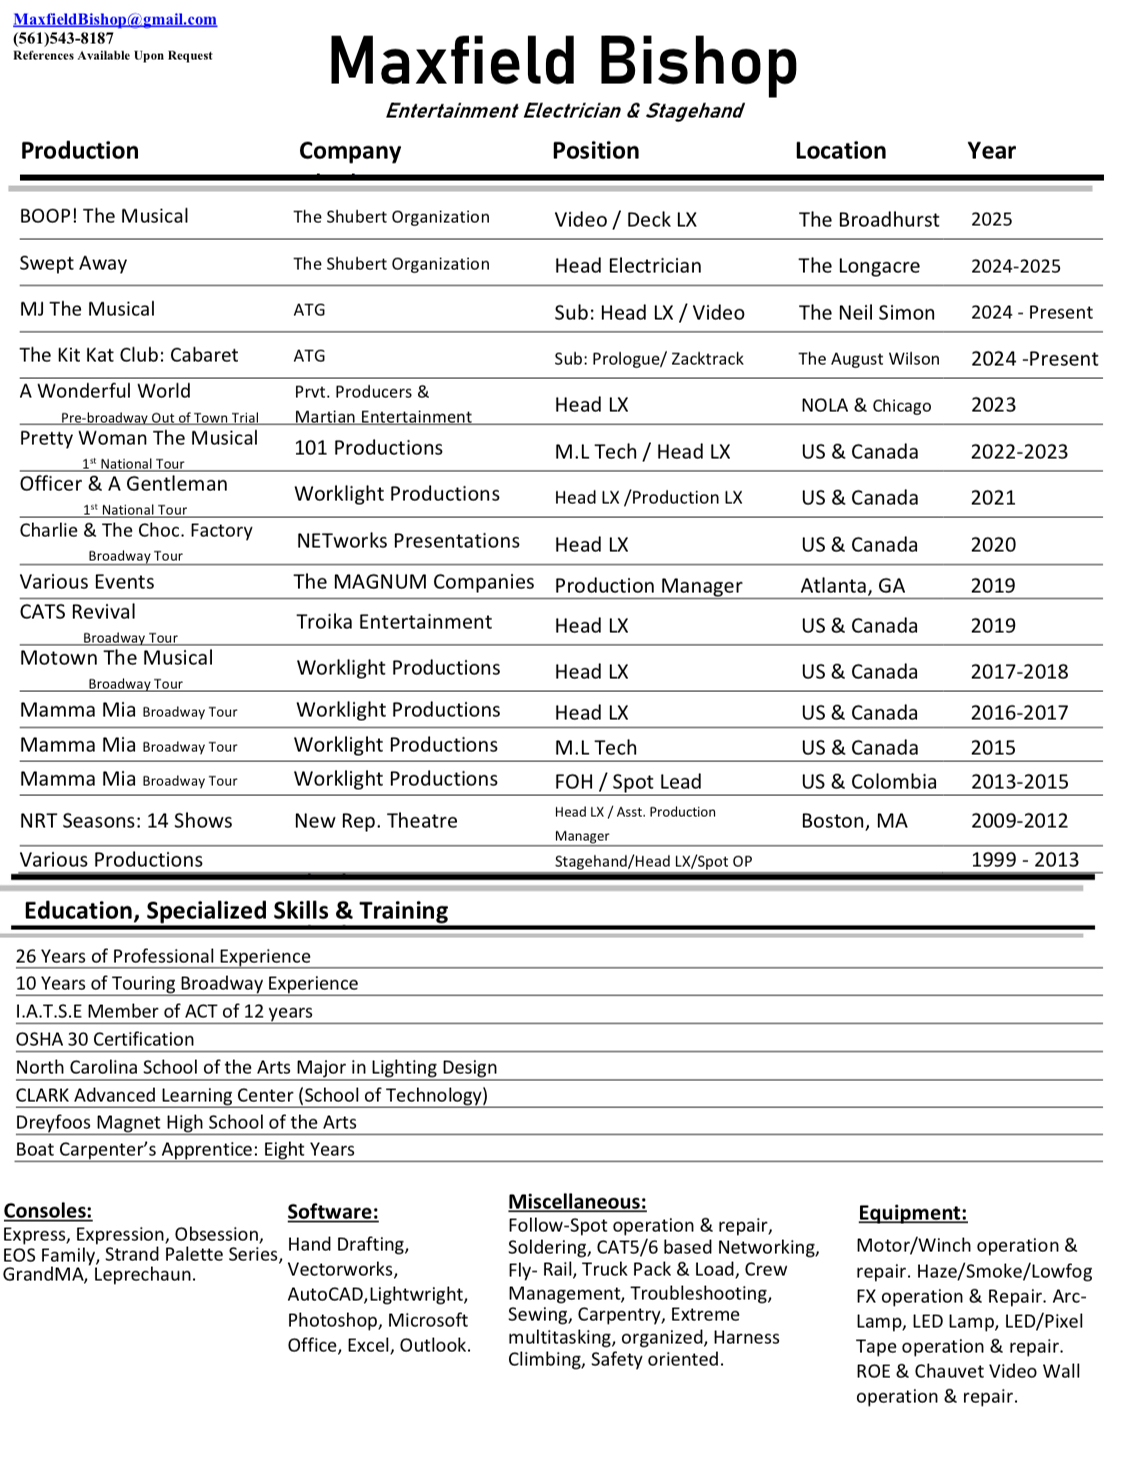 MaxfieldBishop@gmail.com
(561)543-8187
References Available Upon Request
Maxfield Bishop
Entertainment Electrician & Stagehand
Production Company Position Location Year
BOOP! The Musical The Shubert Organization Video / Deck LX The Broadhurst 2025
Swept Away The Shubert Organization Head Electrician The Longacre 2024-2025
MJ The Musical ATG Sub: Head LX / Video The Neil Simon 2024 - Present
The Kit Kat Club: Cabaret ATG Sub: Prologue/ Zacktrack The August Wilson 2024 -Present
A Wonderful World Prvt. Producers &
Pre-broadway Out of Town Trial Martian Entertainment Head LX NOLA & Chicago 2023
Pretty Woman The Musical 101 Productions M.L Tech / Head LX US & Canada 2022-2023
1st National Tour
Officer & A Gentleman Worklight Productions Head LX /Production LX US & Canada 2021
1st National Tour
Charlie & The Choc. Factory NETworks Presentations Head LX US & Canada 2020
Broadway Tour
Various Events The MAGNUM Companies Production Manager Atlanta, GA 2019
CATS Revival Troika Entertainment Head LX US & Canada 2019
Broadway Tour
Motown The Musical Worklight Productions Head LX US & Canada 2017-2018
Broadway Tour
Mamma Mia Broadway Tour Worklight Productions Head LX US & Canada 2016-2017
Mamma Mia Broadway Tour Worklight Productions M.L Tech US & Canada 2015
Mamma Mia Broadway Tour Worklight Productions FOH / Spot Lead US & Colombia 2013-2015
NRT Seasons: 14 Shows New Rep. Theatre Head LX / Asst. Production Boston, MA 2009-2012
Manager
Various Productions Stagehand/Head LX/Spot OP 1999 - 2013
Education, Specialized Skills & Training
26 Years of Professional Experience
10 Years of Touring Broadway Experience
I.A.T.S.E Member of ACT of 12 years
OSHA 30 Certification
North Carolina School of the Arts Major in Lighting Design
CLARK Advanced Learning Center (School of Technology)
Dreyfoos Magnet High School of the Arts
Boat Carpenter's Apprentice: Eight Years
Consoles:
Express, Expression, Obsession,
EOS Family, Strand Palette Series,
GrandMA, Leprechaun.
Software:
Hand Drafting,
Vectorworks,
AutoCAD,Lightwright,
Photoshop, Microsoft
Office, Excel, Outlook.
Miscellaneous:
Follow-Spot operation & repair,
Soldering, CAT5/6 based Networking,
Fly- Rail, Truck Pack & Load, Crew
Management, Troubleshooting,
Sewing, Carpentry, Extreme
multitasking, organized, Harness
Climbing, Safety oriented.
Equipment:
Motor/Winch operation &
repair. Haze/Smoke/Lowfog
FX operation & Repair. Arc-
Lamp, LED Lamp, LED/Pixel
Tape operation & repair.
ROE & Chauvet Video Wall
operation & repair.